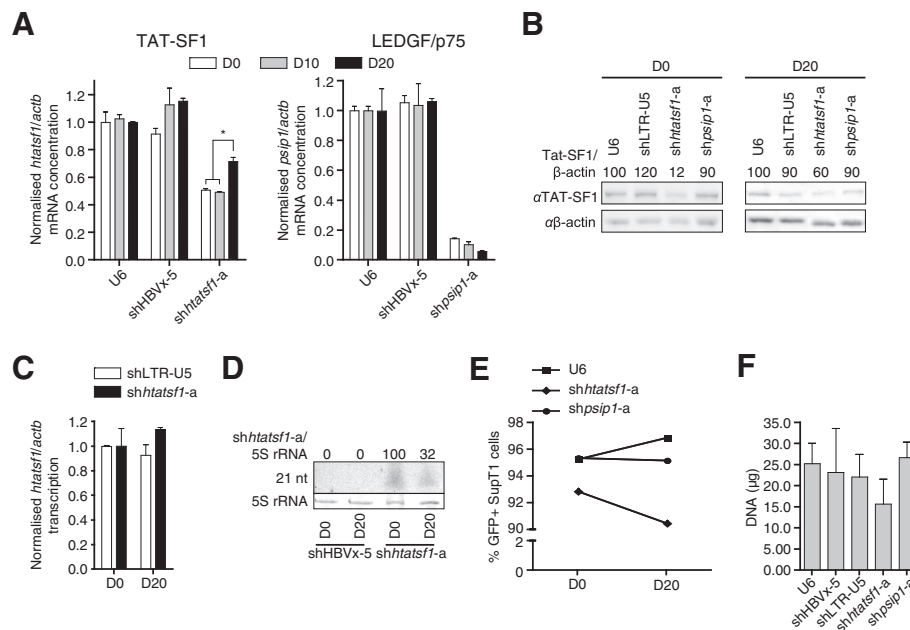 A
TAT-SF1
LEDGF/p75
D0 D10 D20
Normalised htatsf1/actb
mRNA concentration
1.2
1.0
0.8
0.6
0.4
0.2
0.0
*
U6
shHBVx-5
shhtatsf1-a
Normalised psip1/actb
mRNA concentration
1.2
1.0
0.8
0.6
0.4
0.2
0.0
U6
shHBVx-5
shpsip1-a
B
D0 D20
U6 shLTR-U5 shhtatsf1-a shpsip1-a
U6 shLTR-U5 shhtatsf1-a shpsip1-a
Tat-SF1/
β-actin 100 120 12 90 100 90 60 90
αTAT-SF1
αβ-actin
C
shLTR-U5
shhtatsf1-a
Normalised htatsf1/actb
transcription
1.2
1.0
0.8
0.6
0.4
0.2
0.0
D0 D20
D
shhtatsf1-a/
5S rRNA 0 0 100 32
21 nt
5S rRNA
D0 D20 D0 D20
shHBVx-5 shhtatsf1-a
E
U6
shhtatsf1-a
shpsip1-a
% GFP+ SupT1 cells
98
96
94
92
90
2
0
D0 D20
F
DNA (µg)
35.0
30.0
25.0
20.0
15.0
10.0
5.0
0.0
U6
shHBVx-5
shLTR-U5
shhtatsf1-a
shpsip1-a